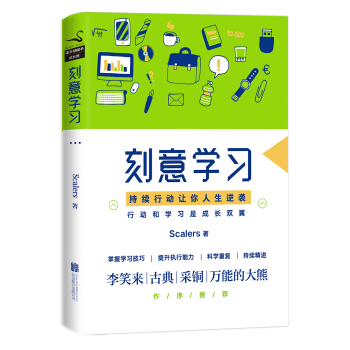 刻意学习
刻意学习
持续行动让你人生逆袭
行动和学习是成长双翼
Scalers 著
掌握学习技巧 | 提升执行能力 | 科学重复 | 持续精进
李笑来|古典|采铜|万能的大熊
作/序/推/荐
Scalers 著